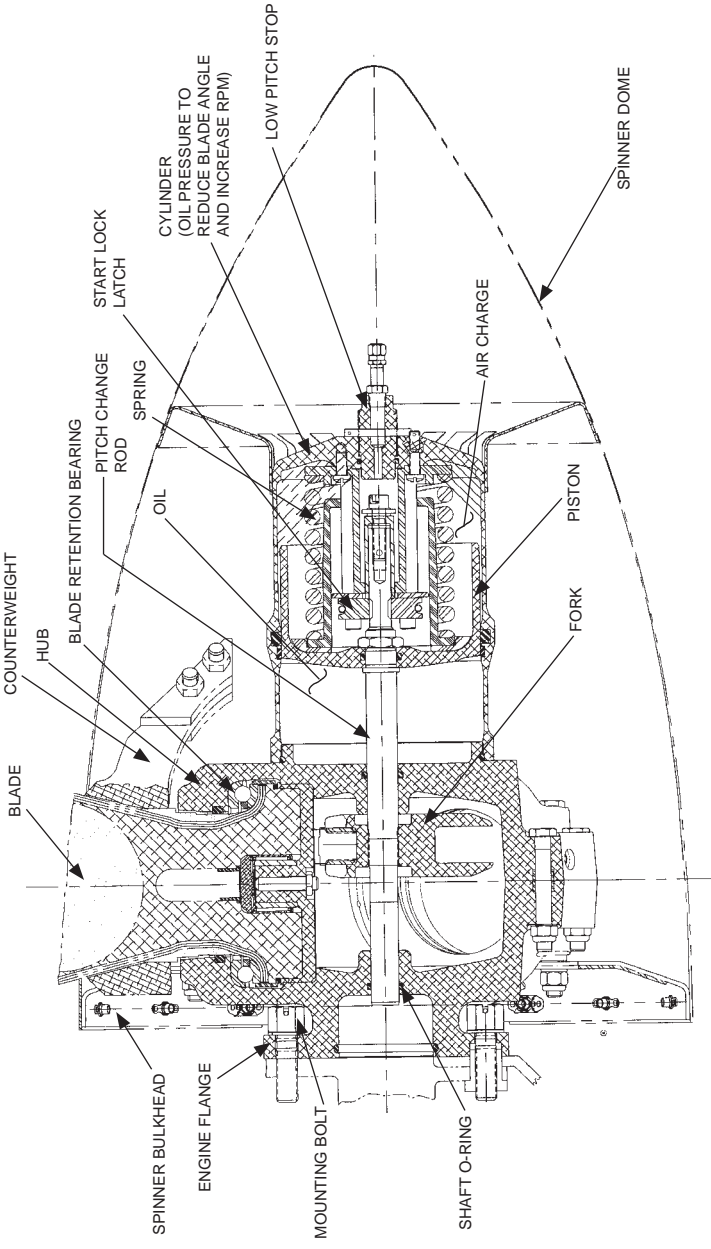 BLADE
COUNTERWEIGHT
HUB
BLADE RETENTION BEARING
PITCH CHANGE
ROD
OIL
SPRING
START LOCK
LATCH
CYLINDER
(OIL PRESSURE TO
REDUCE BLADE ANGLE
AND INCREASE RPM)
LOW PITCH STOP
SPINNER BULKHEAD
ENGINE FLANGE
MOUNTING BOLT
SHAFT O-RING
FORK
PISTON
AIR CHARGE
SPINNER DOME